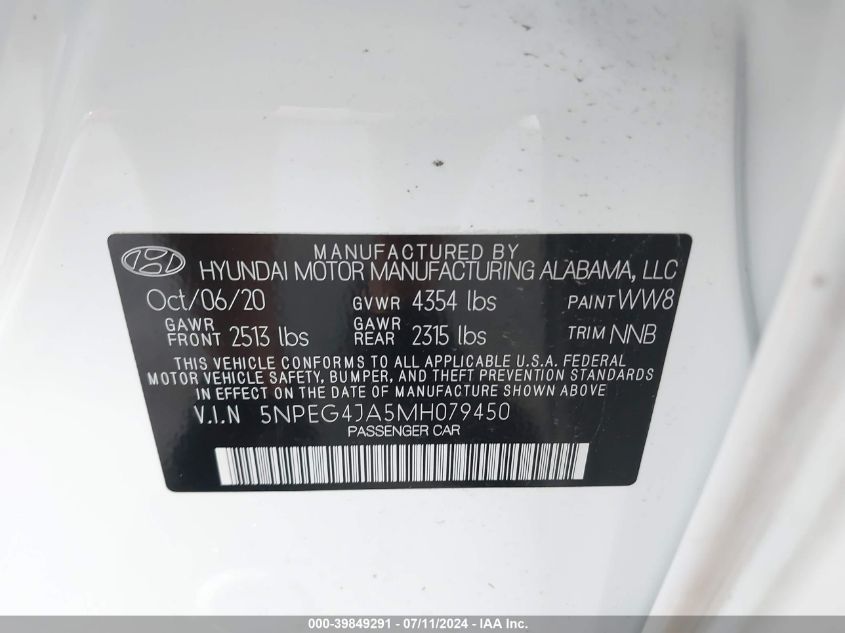 MANUFACTURED BY
HYUNDAI MOTOR MANUFACTURING ALABAMA, LLC
Oct/06/20 GVWR 4354 lbs PAINT WW8
GAWR FRONT 2513 lbs GAWR REAR 2315 lbs TRIM NNB
THIS VEHICLE CONFORMS TO ALL APPLICABLE U.S.A. FEDERAL
MOTOR VEHICLE SAFETY, BUMPER, AND THEFT PREVENTION STANDARDS
IN EFFECT ON THE DATE OF MANUFACTURE SHOWN ABOVE
V.I.N 5NPEG4JA5MH079450
PASSENGER CAR
000-39849291 - 07/11/2024 - IAA Inc.